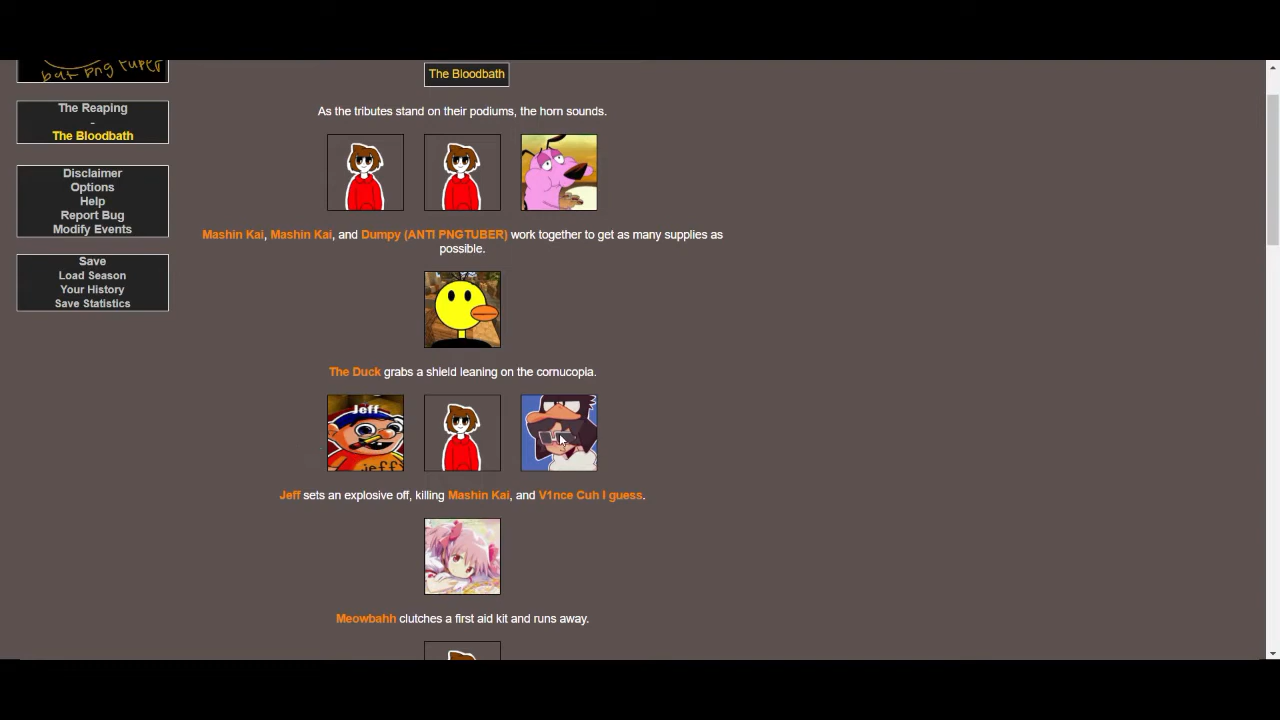 bat png tuper
The Reaping
-
The Bloodbath
Disclaimer
Options
Help
Report Bug
Modify Events
Save
Load Season
Your History
Save Statistics
The Bloodbath
As the tributes stand on their podiums, the horn sounds.
Mashin Kai, Mashin Kai, and Dumpy (ANTI PNGTUBER) work together to get as many supplies as
possible.
The Duck grabs a shield leaning on the cornucopia.
Jeff
jeff
Jeff sets an explosive off, killing Mashin Kai, and V1nce Cuh I guess.
Meowbahh clutches a first aid kit and runs away.